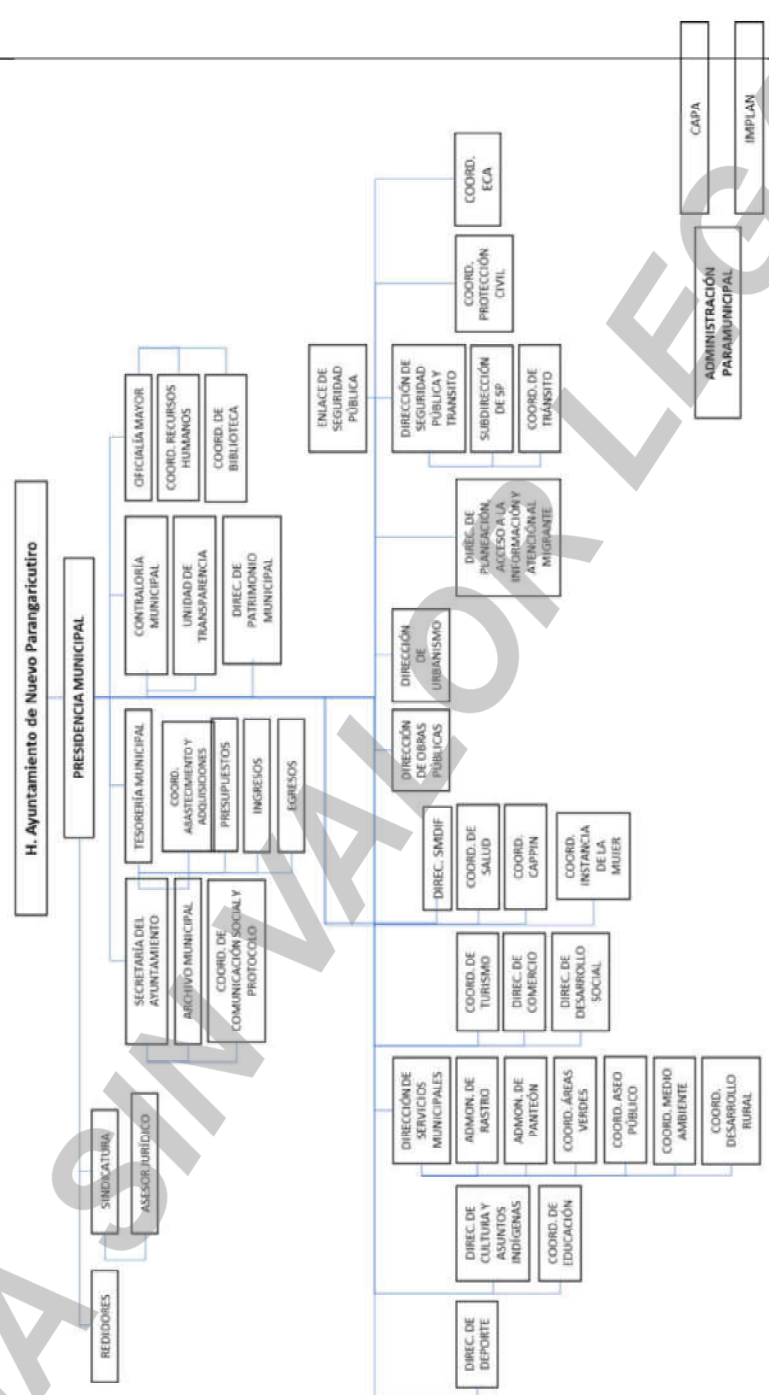 H. Ayuntamiento de Nuevo Parangaricutiro
PRESIDENCIA MUNICIPAL
REDIDORES
SINDICATURA
ASESOR JURÍDICO
SECRETARÍA DEL
AYUNTAMIENTO
ARCHIVO MUNICIPAL
COORD. DE
COMUNICACIÓN SOCIAL Y
PROTOCOLO
TESORERÍA MUNICIPAL
COORD.
ABASTECIMIENTO Y
ADQUISICIONES
PRESUPUESTOS
INGRESOS
EGRESOS
CONTRALORÍA
MUNICIPAL
UNIDAD DE
TRANSPARENCIA
DIREC. DE
PATRIMONIO
MUNICIPAL
OFICIALÍA MAYOR
COORD. RECURSOS
HUMANOS
COORD. DE
BIBLIOTECA
ENLACE DE
SEGURIDAD
PÚBLICA
DIREC. DE
DEPORTE
DIREC. DE
CULTURA Y
ASUNTOS
INDÍGENAS
COORD. DE
EDUCACIÓN
DIRECCIÓN DE
SERVICIOS
MUNICIPALES
ADMON. DE
RASTRO
ADMON. DE
PANTEÓN
COORD. ÁREAS
VERDES
COORD. ASEO
PÚBLICO
COORD. MEDIO
AMBIENTE
COORD.
DESARROLLO
RURAL
COORD. DE
TURISMO
DIREC. DE
COMERCIO
DIREC. DE
DESARROLLO
SOCIAL
DIREC. SMDIF
COORD. DE
SALUD
COORD.
CAPPIN
COORD.
INSTANCIA
DE LA
MUJER
DIRECCIÓN
DE OBRAS
PÚBLICAS
DIRECCIÓN
DE
URBANISMO
DIREC. DE
PLANEACIÓN,
ACCESO A LA
INFORMACIÓN Y
ATENCIÓN AL
MIGRANTE
DIRECCIÓN DE
SEGURIDAD
PÚBLICA Y
TRANSITO
SUBDIRECCIÓN
DE SP
COORD. DE
TRÁNSITO
COORD.
PROTECCIÓN
CIVIL
COORD.
ECA
ADMINISTRACIÓN
PARAMUNICIPAL
CAPA
IMPLAN
SIN VALOR